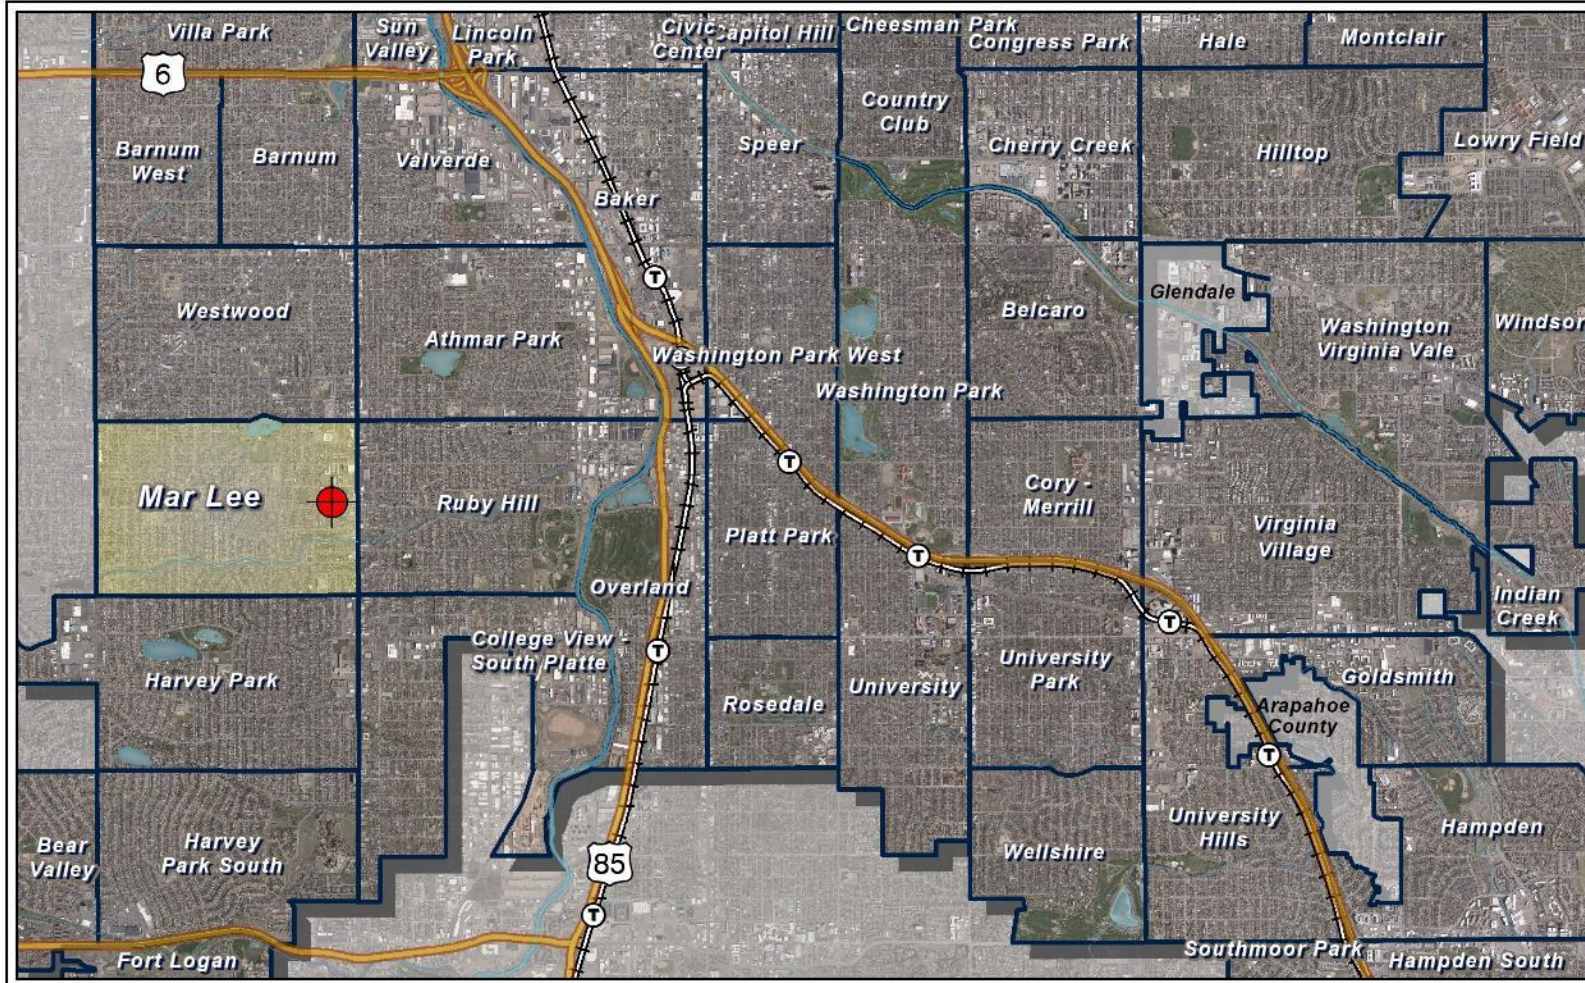 Villa Park
Sun
Valley
Lincoln
Park
Civic
Center
Capitol Hill
Cheesman Park
Congress Park
Hale
Montclair
6
Barnum
West
Barnum
Valverde
Baker
Speer
Country
Club
Cherry Creek
Hilltop
Lowry Field
Westwood
Athmar Park
T
Washington Park West
Washington Park
Belcaro
Glendale
Washington
Virginia Vale
Windsor
Mar Lee
Ruby Hill
T
Platt Park
Cory -
Merrill
Virginia
Village
T
Overland
Indian
Creek
T
Harvey Park
College View -
South Platte
T
Rosedale
University
University
Park
Goldsmith
Arapahoe
County
T
Bear
Valley
Harvey
Park South
85
Wellshire
University
Hills
Hampden
T
Fort Logan
Southmoor Park
Hampden South